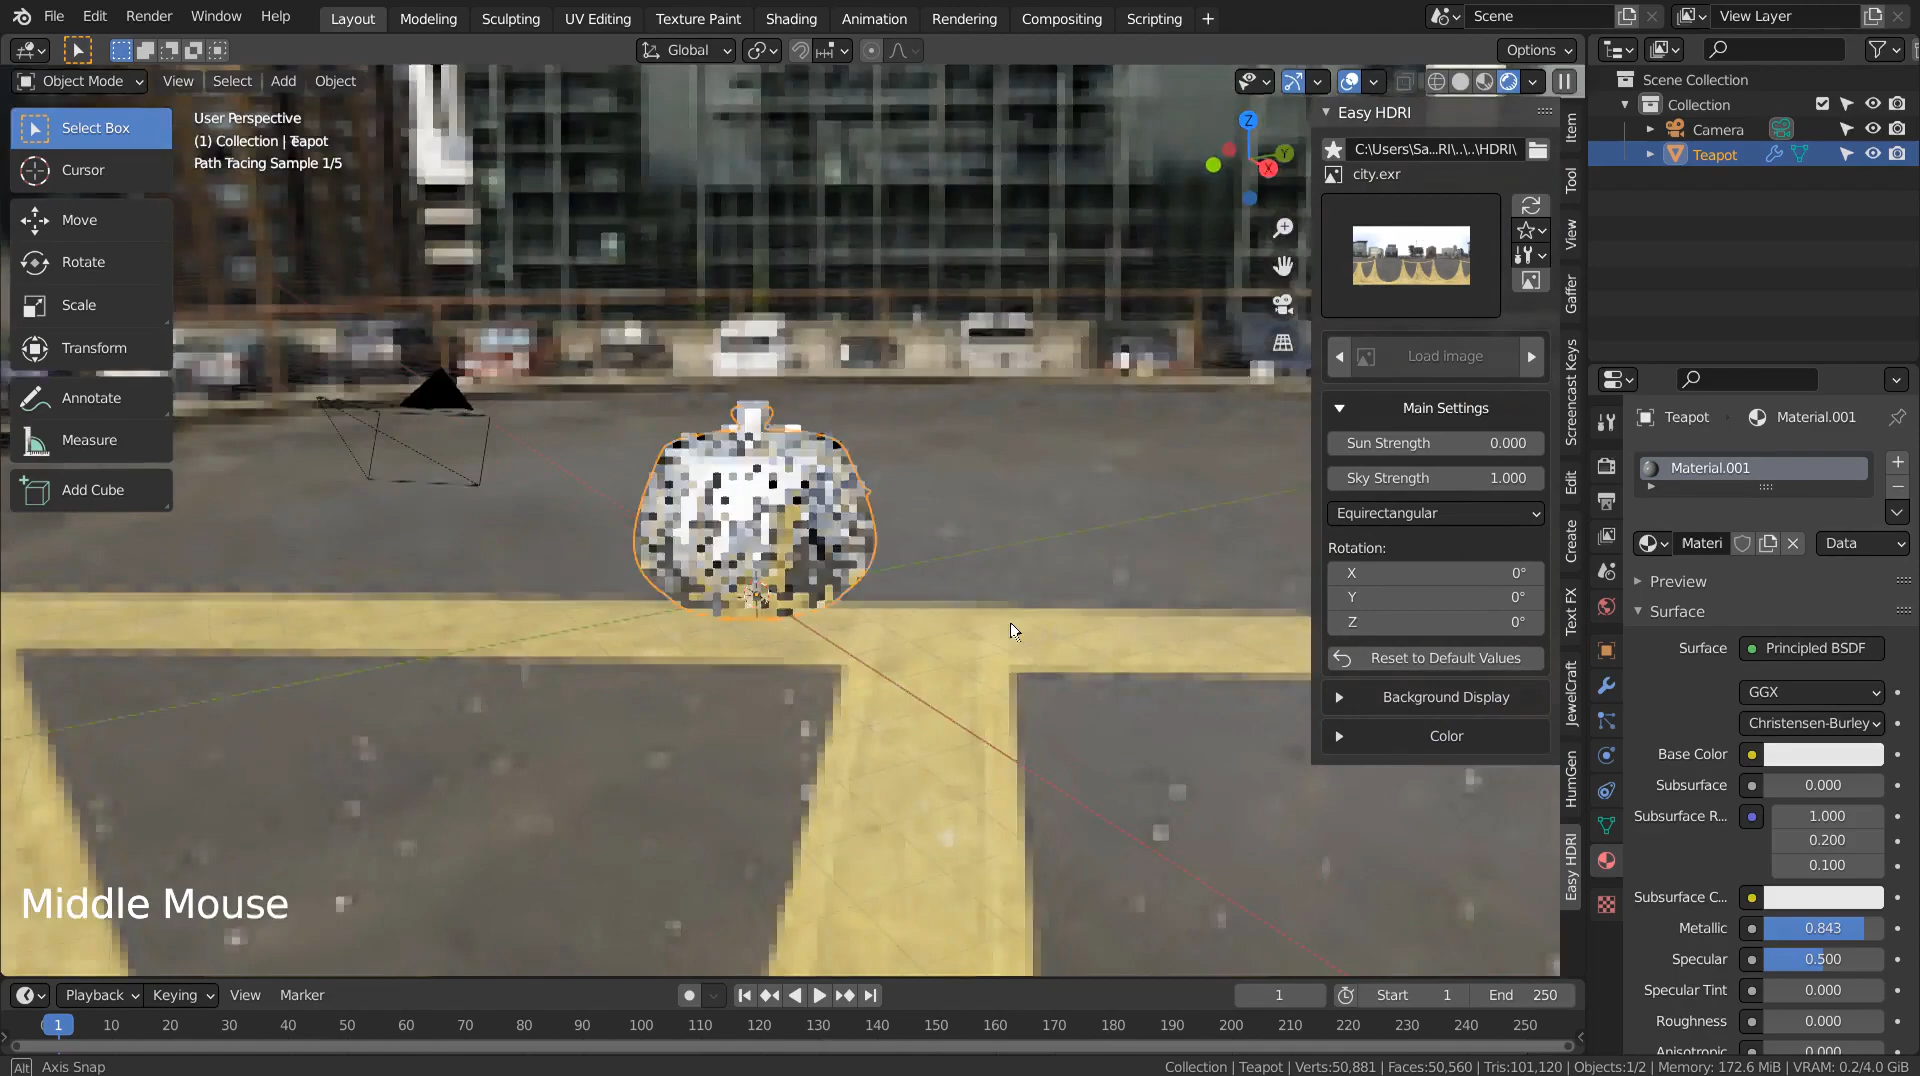 File Edit Render Window Help Layout Modeling Sculpting UV Editing Texture Paint Shading Animation Rendering Compositing Scripting + Scene View Layer
Global Options
Object Mode View Select Add Object
Select Box
Cursor
Move
Rotate
Scale
Transform
Annotate
Measure
Add Cube
User Perspective
(1) Collection | Teapot
Path Tacing Sample 1/5
Z
Y
X
Middle Mouse
Easy HDRI
C:\Users\Sa...RI\..\..\HDRI\
city.exr
Load image
Main Settings
Sun Strength 0.000
Sky Strength 1.000
Equirectangular
Rotation:
X 0°
Y 0°
Z 0°
Reset to Default Values
Background Display
Color
Item
Tool
View
Gaffer
Screencast Keys
Edit
Create
Text FX
JewelCraft
HumGen
Easy HDRI
Scene Collection
Collection
Camera
Teapot
Teapot Material.001
Material.001
Materi Data
Preview
Surface
Surface Principled BSDF
GGX
Christensen-Burley
Base Color
Subsurface 0.000
Subsurface R... 1.000
0.200
0.100
Subsurface C...
Metallic 0.843
Specular 0.500
Specular Tint 0.000
Roughness 0.000
Anisotropic 0.000
Playback Keying View Marker 1 Start 1 End 250
1 10 20 30 40 50 60 70 80 90 100 110 120 130 140 150 160 170 180 190 200 210 220 230 240 250
Alt Axis Snap Collection | Teapot | Verts:50,881 | Faces:50,560 | Tris:101,120 | Objects:1/2 | Memory: 172.6 MiB | VRAM: 0.2/4.0 GiB